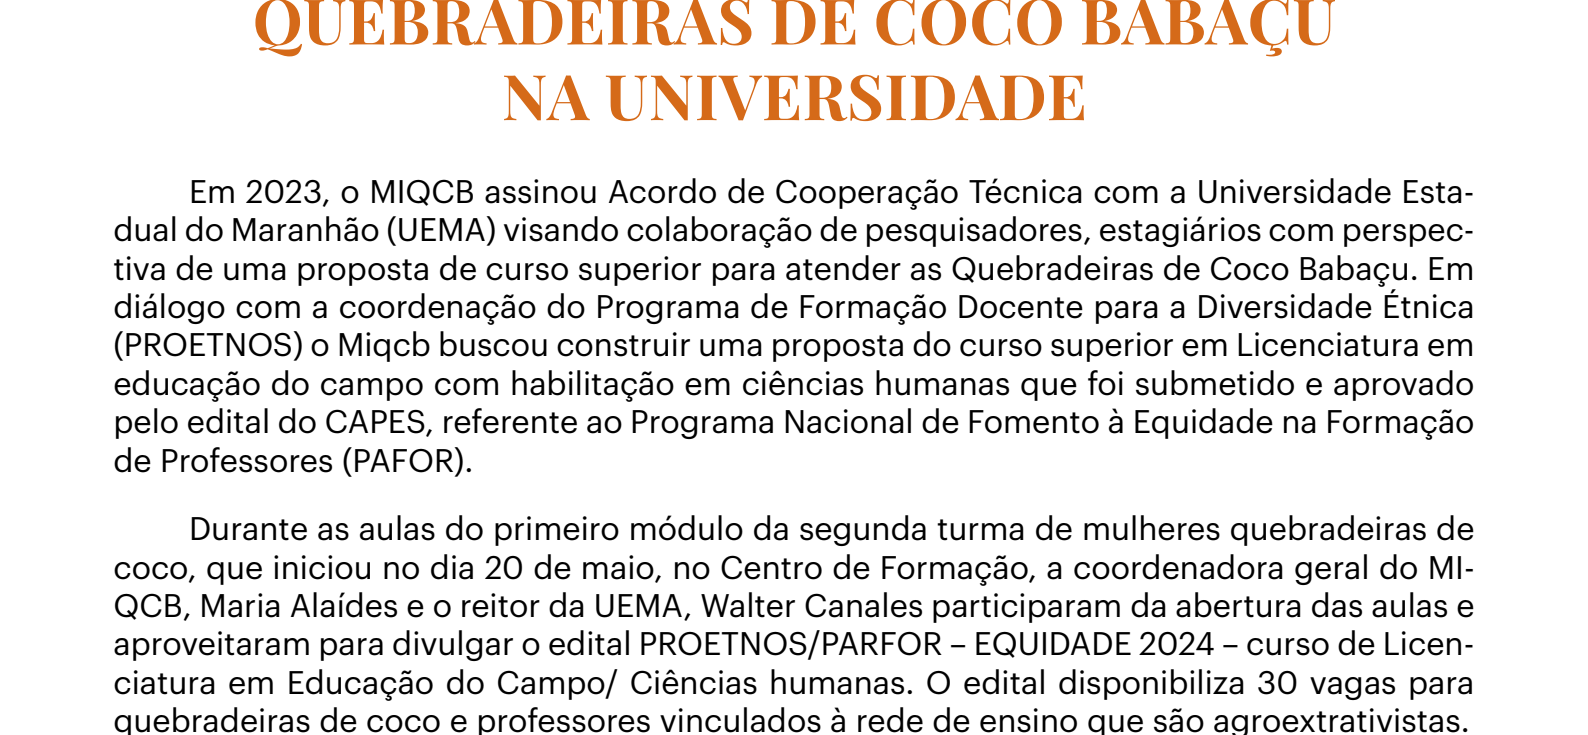 QUEBRADEIRAS DE COCO BABAÇU
NA UNIVERSIDADE
Em 2023, o MIQCB assinou Acordo de Cooperação Técnica com a Universidade Esta-
dual do Maranhão (UEMA) visando colaboração de pesquisadores, estagiários com perspec-
tiva de uma proposta de curso superior para atender as Quebradeiras de Coco Babaçu. Em
diálogo com a coordenação do Programa de Formação Docente para a Diversidade Étnica
(PROETNOS) o Miqcb buscou construir uma proposta do curso superior em Licenciatura em
educação do campo com habilitação em ciências humanas que foi submetido e aprovado
pelo edital do CAPES, referente ao Programa Nacional de Fomento à Equidade na Formação
de Professores (PAFOR).
Durante as aulas do primeiro módulo da segunda turma de mulheres quebradeiras de
coco, que iniciou no dia 20 de maio, no Centro de Formação, a coordenadora geral do MI-
QCB, Maria Alaídes e o reitor da UEMA, Walter Canales participaram da abertura das aulas e
aproveitaram para divulgar o edital PROETNOS/PARFOR – EQUIDADE 2024 – curso de Licen-
ciatura em Educação do Campo/ Ciências humanas. O edital disponibiliza 30 vagas para
quebradeiras de coco e professores vinculados à rede de ensino que são agroextrativistas.